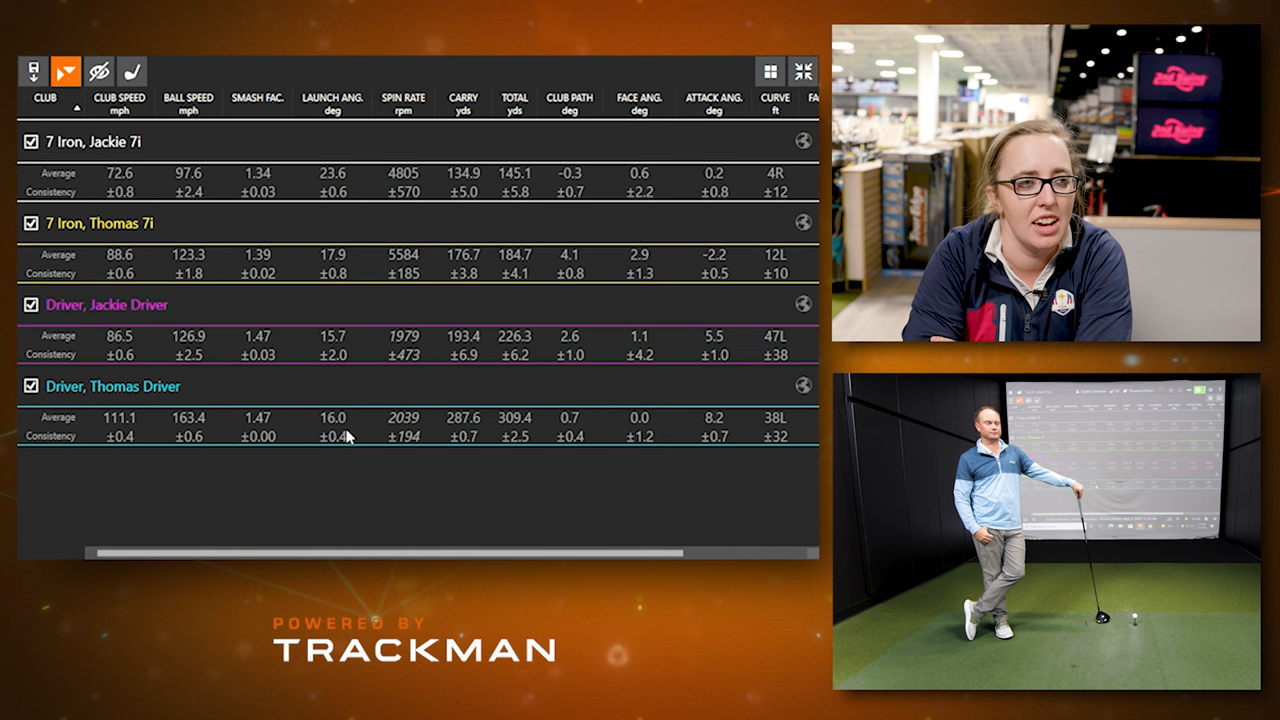 CLUB CLUB SPEED BALL SPEED SMASH FAC. LAUNCH ANG. SPIN RATE CARRY TOTAL CLUB PATH FACE ANG. ATTACK ANG. CURVE FA
mph mph deg rpm yds yds deg deg deg ft
7 Iron, Jackie 7i
Average 72.6 97.6 1.34 23.6 4805 134.9 145.1 -0.3 0.6 0.2 4R
Consistency ±0.8 ±2.4 ±0.03 ±0.6 ±570 ±5.0 ±5.8 ±0.7 ±2.2 ±0.8 ±12
7 Iron, Thomas 7i
Average 88.6 123.3 1.39 17.9 5584 176.7 184.7 4.1 2.9 -2.2 12L
Consistency ±0.6 ±1.8 ±0.02 ±0.8 ±185 ±3.8 ±4.1 ±0.8 ±1.3 ±0.5 ±10
Driver, Jackie Driver
Average 86.5 126.9 1.47 15.7 1979 193.4 226.3 2.6 1.1 5.5 47L
Consistency ±0.6 ±2.5 ±0.03 ±2.0 ±473 ±6.9 ±6.2 ±1.0 ±4.2 ±1.0 ±38
Driver, Thomas Driver
Average 111.1 163.4 1.47 16.0 2039 287.6 309.4 0.7 0.0 8.2 38L
Consistency ±0.4 ±0.6 ±0.00 ±0.4 ±194 ±0.7 ±2.5 ±0.4 ±1.2 ±0.7 ±32
POWERED BY
TRACKMAN
2nd Swing
2nd Swing